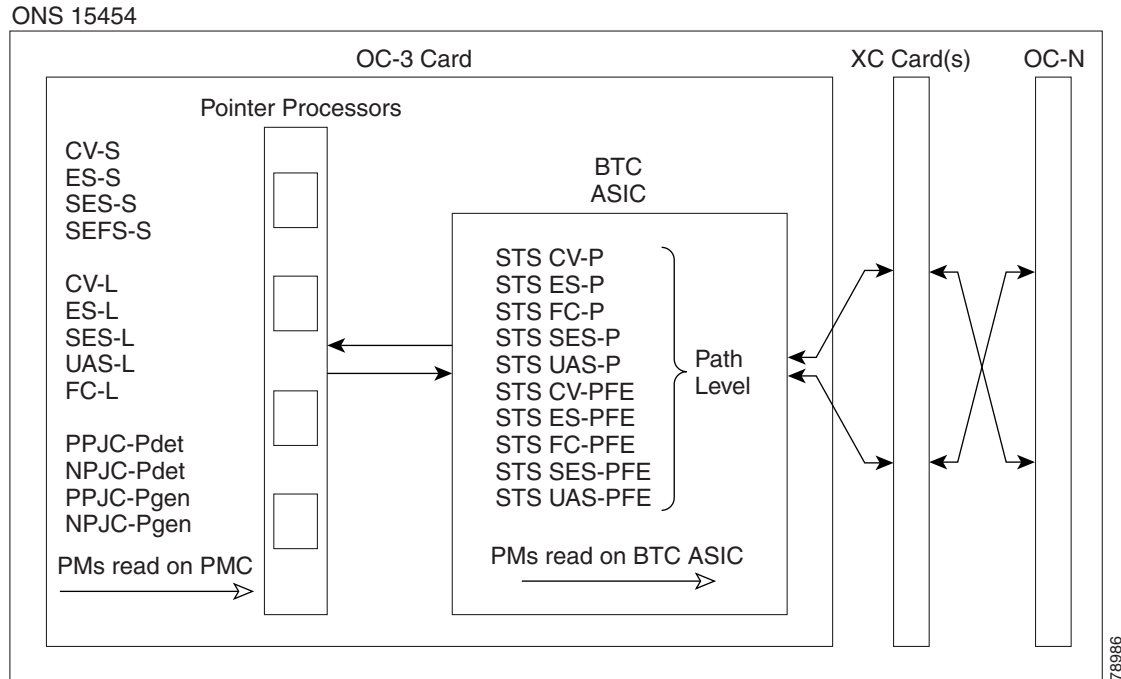 ONS 15454
OC-3 Card
XC Card(s)
OC-N
Pointer Processors
CV-S
ES-S
SES-S
SEFS-S
CV-L
ES-L
SES-L
UAS-L
FC-L
PPJC-Pdet
NPJC-Pdet
PPJC-Pgen
NPJC-Pgen
PMs read on PMC
BTC
ASIC
STS CV-P
STS ES-P
STS FC-P
STS SES-P
STS UAS-P
STS CV-PFE
STS ES-PFE
STS FC-PFE
STS SES-PFE
STS UAS-PFE
Path
Level
PMs read on BTC ASIC
78986